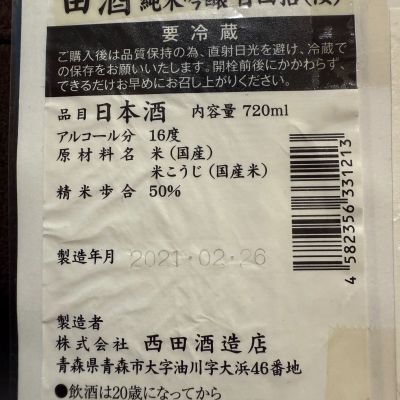 田酒 純米吟醸 百四拾
要冷蔵
ご購入後は品質保持の為、直射日光を避け、冷蔵で
の保存をお願いいたします。開栓前後にかかわらず、
できるだけお早めにお召し上がりください。
品目 日本酒 内容量 720ml
アルコール分 16度
原材料名 米(国産)
米こうじ(国産米)
精米歩合 50%
製造年月 2021.02.26
製造者
株式会社 西田酒造店
青森県青森市大字油川字大浜46番地
●飲酒は20歳になってから
4 582356 331213